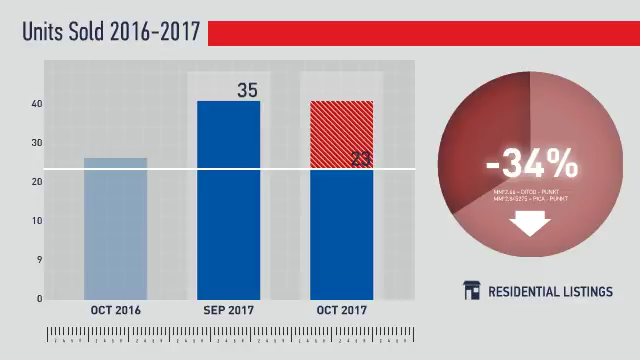 Units Sold 2016-2017
40
30
20
10
9
0
35
23
OCT 2016
SEP 2017
OCT 2017
-34%
RESIDENTIAL LISTINGS